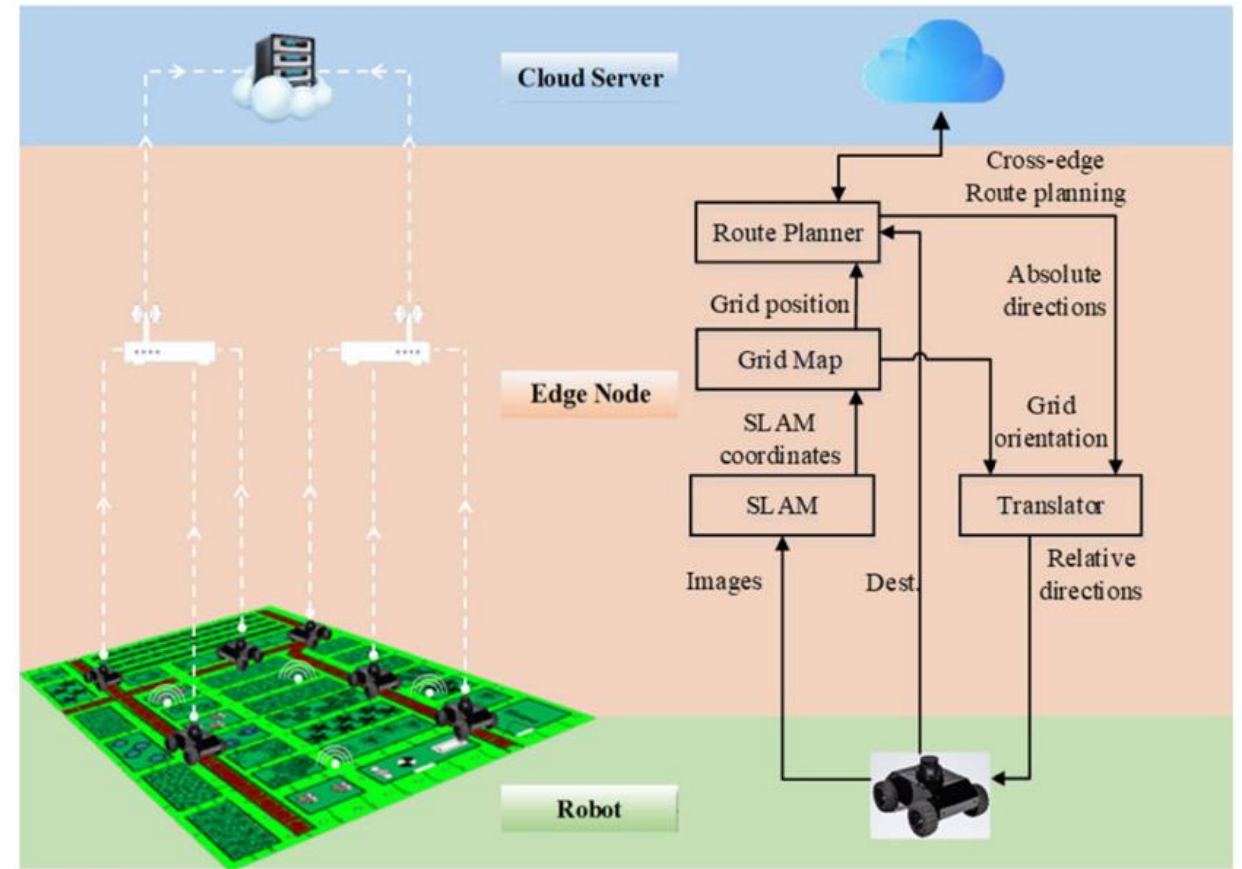 Cloud Server
Cross-edge
Route planning
Route Planner
Absolute
directions
Grid position
Grid Map
Edge Node
Grid
orientation
SLAM
coordinates
SLAM
Translator
Images
Dest.
Relative
directions
Robot